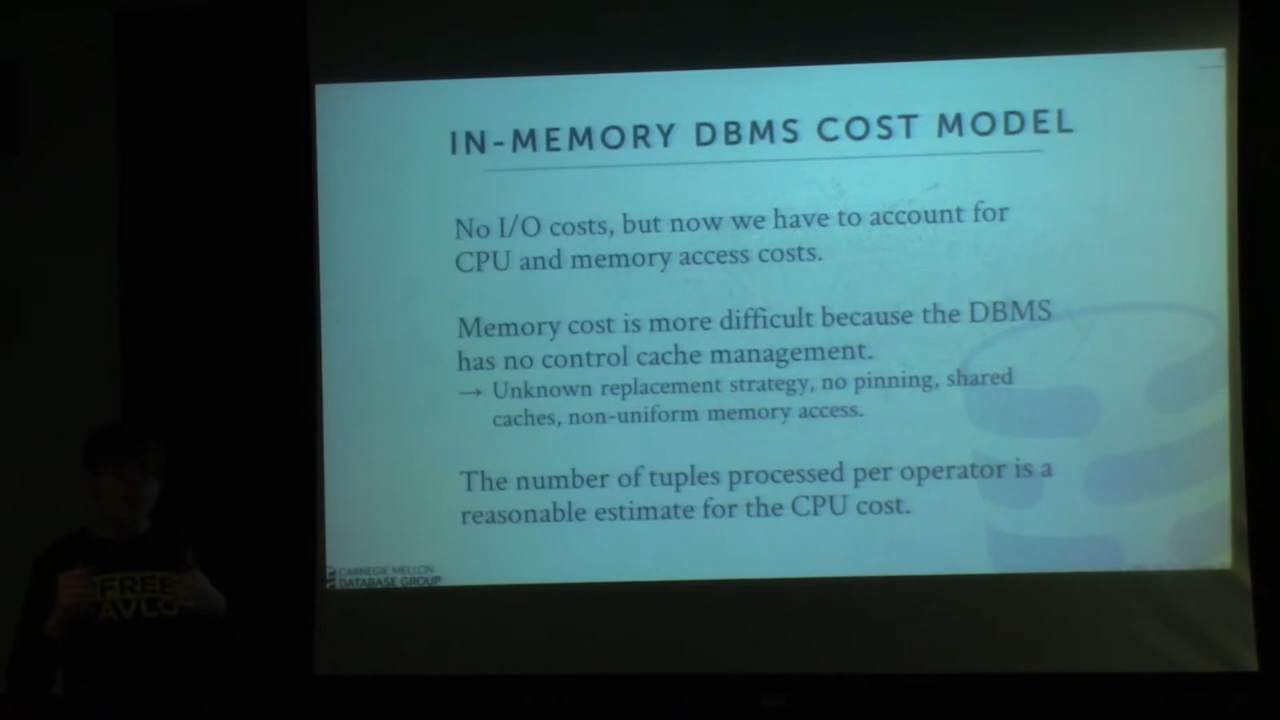 IN-MEMORY DBMS COST MODEL
No I/O costs, but now we have to account for
CPU and memory access costs.
Memory cost is more difficult because the DBMS
has no control cache management.
→ Unknown replacement strategy, no pinning, shared
caches, non-uniform memory access.
The number of tuples processed per operator is a
reasonable estimate for the CPU cost.
CARNEGIE MELLON
DATABASE GROUP
FREE
AVLC